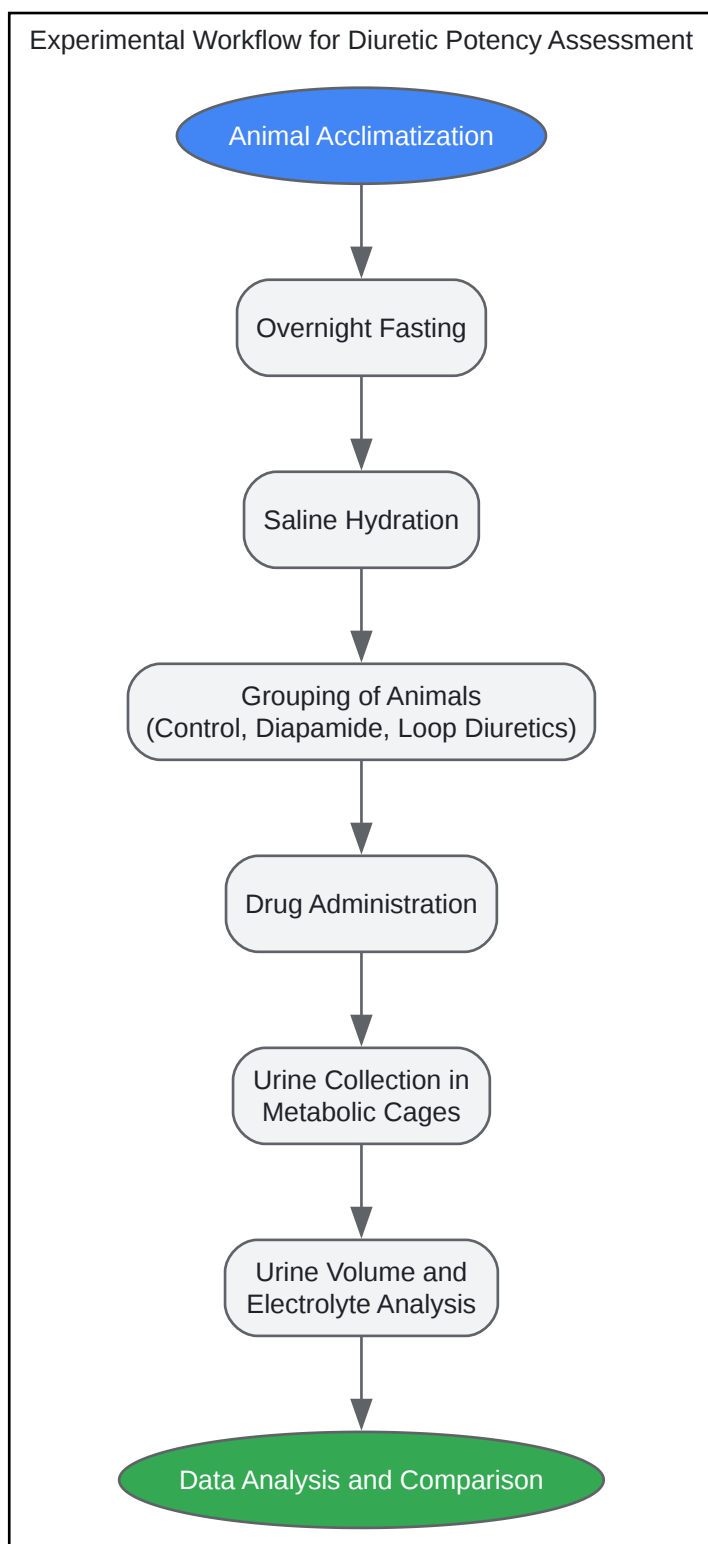 Experimental Workflow for Diuretic Potency Assessment
Animal Acclimatization
Overnight Fasting
Saline Hydration
Grouping of Animals
(Control, Diapamide, Loop Diuretics)
Drug Administration
Urine Collection in
Metabolic Cages
Urine Volume and
Electrolyte Analysis
Data Analysis and Comparison